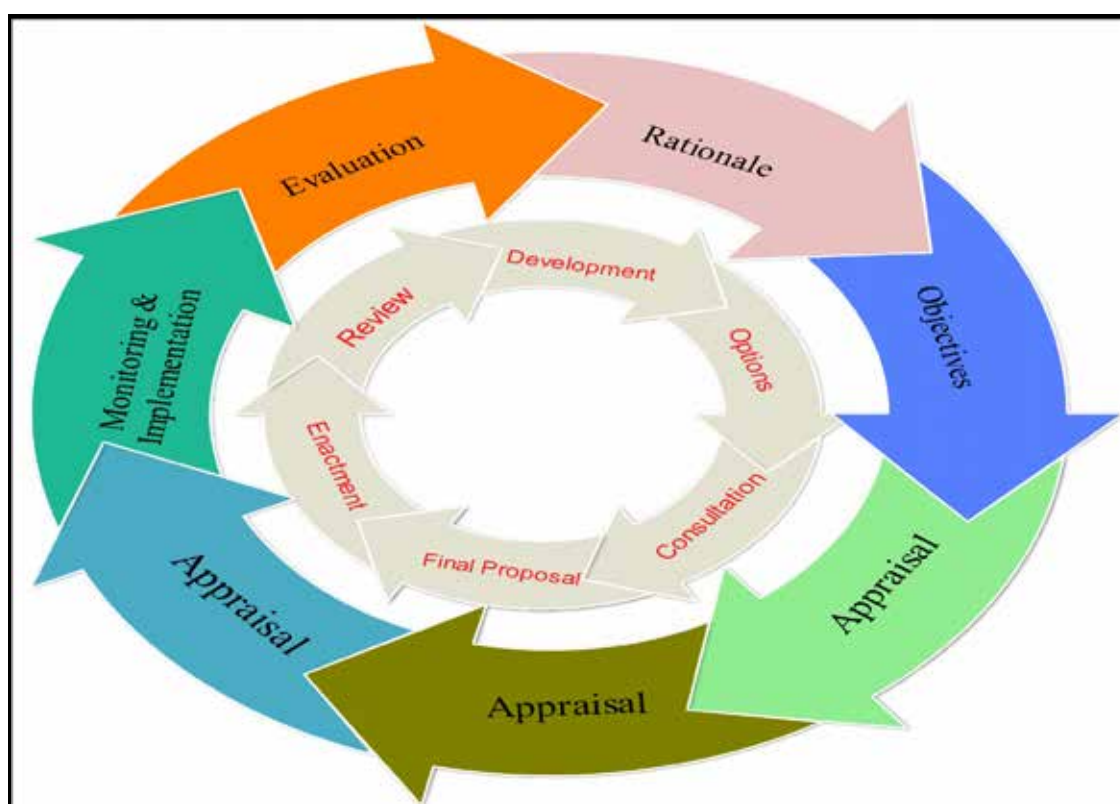 Rationale
Objectives
Appraisal
Appraisal
Appraisal
Monitoring &
Implementation
Evaluation
Development
Options
Consultation
Final Proposal
Enactment
Review